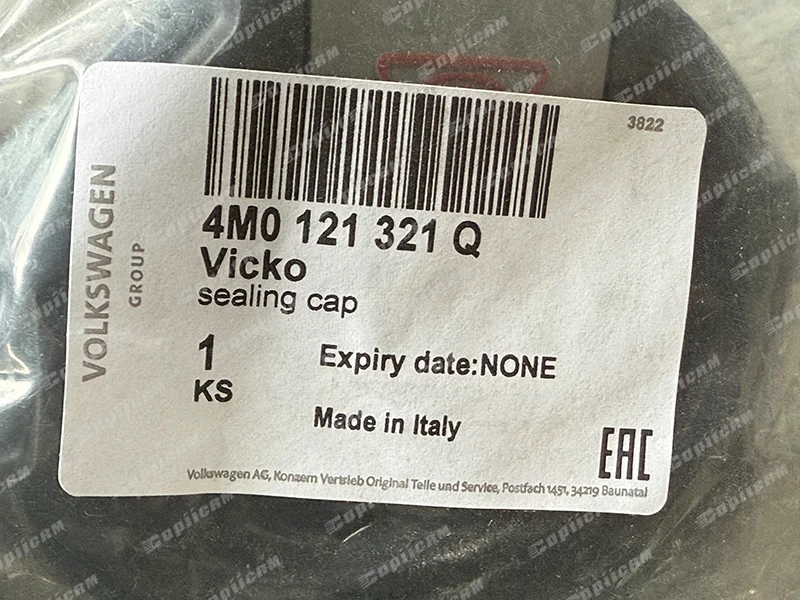 3822
4M0 121 321 Q
Vicko
sealing cap
1
KS
Expiry date:NONE
Made in Italy
EAC
VOLKSWAGEN
GROUP
Volkswagen AG, Konzern Vertrieb Original Teile und Service, Postfach 1451, 34219 Baunatal
CopiiCAM